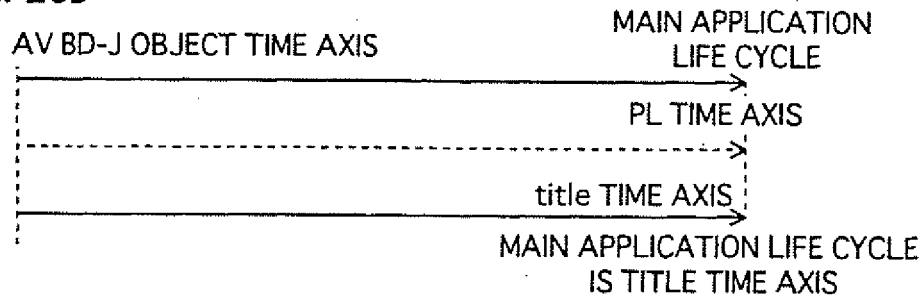 MAIN APPLICATION
LIFE CYCLE
AV BD-J OBJECT TIME AXIS
PL TIME AXIS
title TIME AXIS
MAIN APPLICATION LIFE CYCLE
IS TITLE TIME AXIS